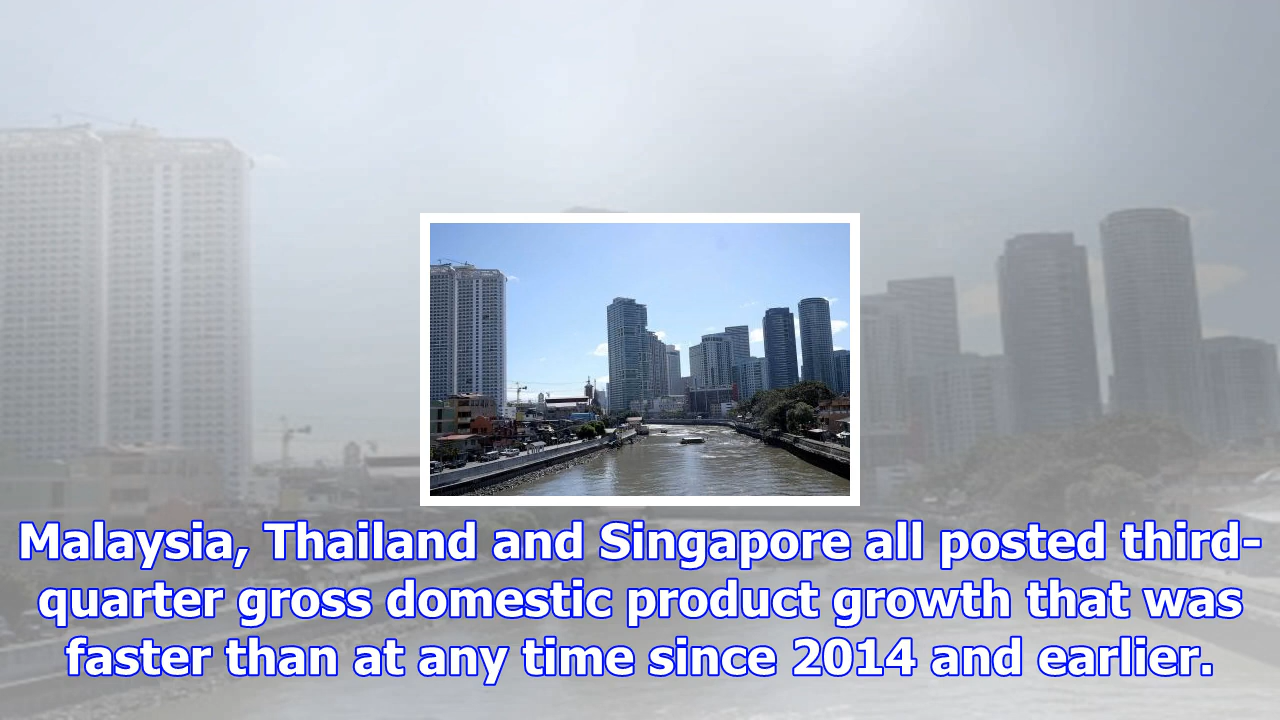 Malaysia, Thailand and Singapore all posted third-
quarter gross domestic product growth that was
faster than at any time since 2014 and earlier.